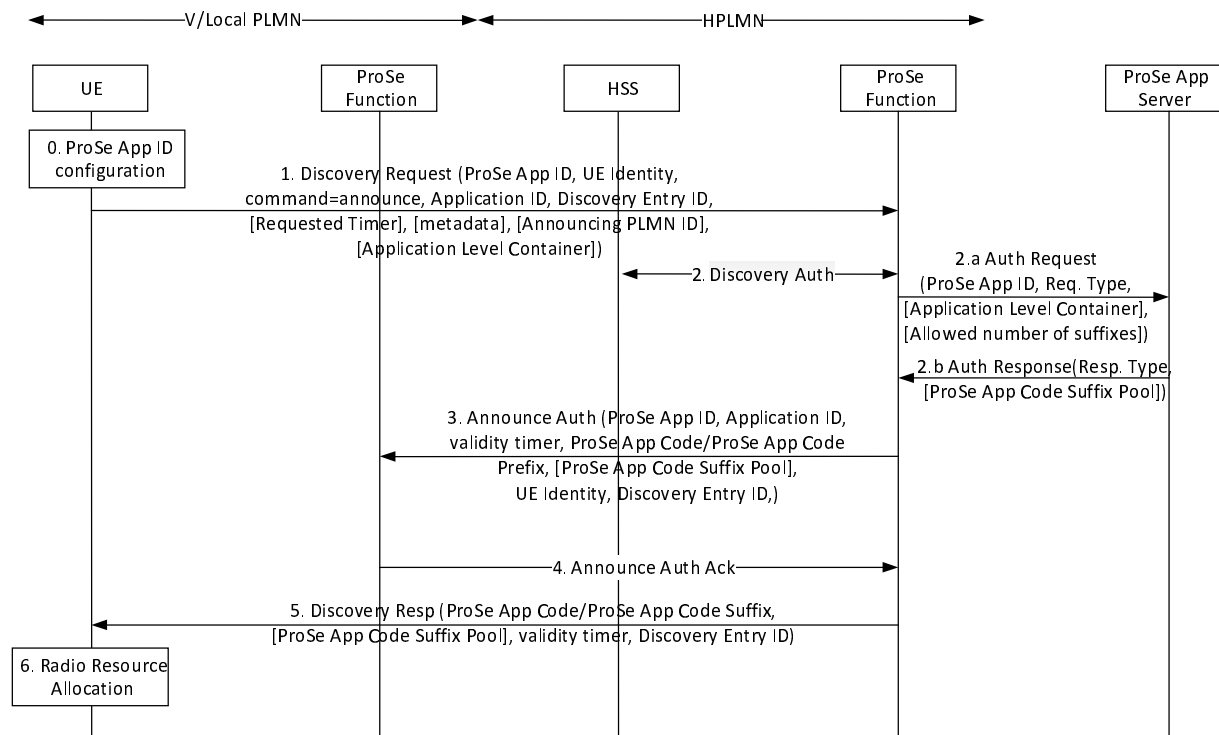 V/Local PLMN
HPLMN
UE
ProSe
Function
HSS
ProSe
Function
ProSe App
Server
0. ProSe App ID
configuration
1. Discovery Request (ProSe App ID, UE Identity,
command=announce, Application ID, Discovery Entry ID,
[Requested Timer], [metadata], [Announcing PLMN ID],
[Application Level Container])
2. Discovery Auth
2.a Auth Request
(ProSe App ID, Req. Type,
[Application Level Container],
[Allowed number of suffixes])
2.b Auth Response(Resp. Type,
[ProSe App Code Suffix Pool])
3. Announce Auth (ProSe App ID, Application ID,
validity timer, ProSe App Code/ProSe App Code
Prefix, [ProSe App Code Suffix Pool],
UE Identity, Discovery Entry ID,)
4. Announce Auth Ack
5. Discovery Resp (ProSe App Code/ProSe App Code Suffix,
[ProSe App Code Suffix Pool], validity timer, Discovery Entry ID)
6. Radio Resource
Allocation